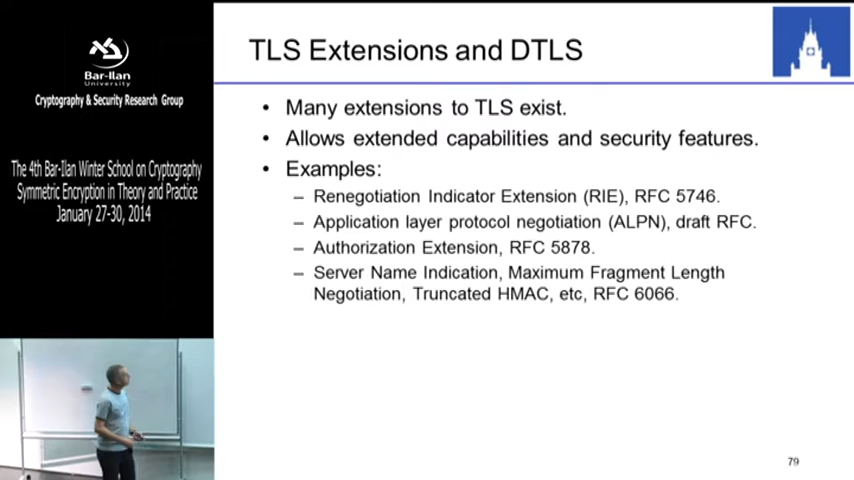 Bar-Ilan
University
Cryptography & Security Research Group
The 4th Bar-Ilan Winter School on Cryptography
Symmetric Encryption in Theory and Practice
January 27-30, 2014
TLS Extensions and DTLS
• Many extensions to TLS exist.
• Allows extended capabilities and security features.
• Examples:
– Renegotiation Indicator Extension (RIE), RFC 5746.
– Application layer protocol negotiation (ALPN), draft RFC.
– Authorization Extension, RFC 5878.
– Server Name Indication, Maximum Fragment Length
Negotiation, Truncated HMAC, etc, RFC 6066.
79